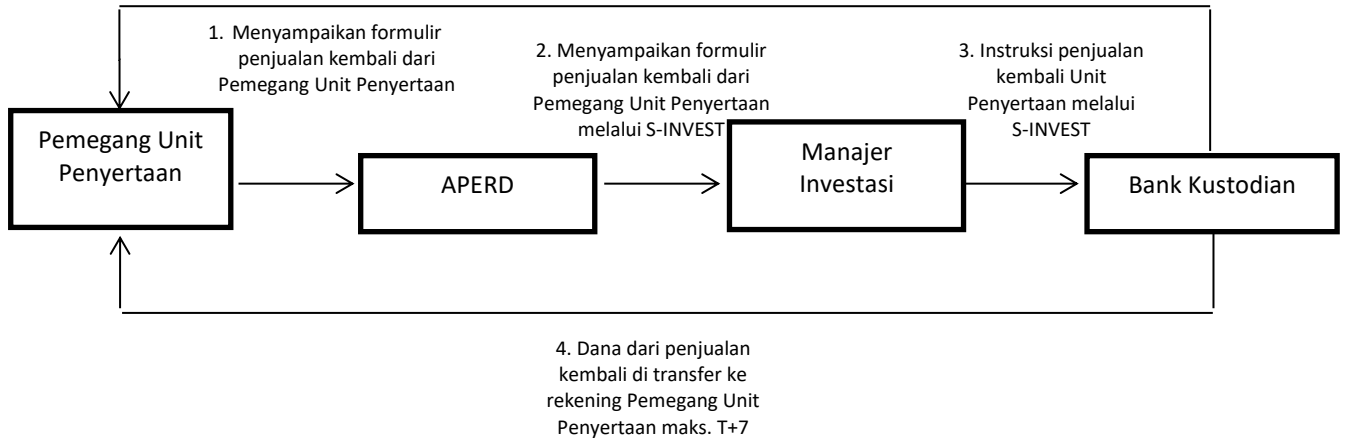 1. Menyampaikan formulir
penjualan kembali dari
Pemegang Unit Penyertaan
2. Menyampaikan formulir
penjualan kembali dari
Pemegang Unit Penyertaan
melalui S-INVEST
3. Instruksi penjualan
kembali Unit
Penyertaan melalui
S-INVEST
Pemegang Unit
Penyertaan
APERD
Manajer
Investasi
Bank Kustodian
4. Dana dari penjualan
kembali di transfer ke
rekening Pemegang Unit
Penyertaan maks. T+7